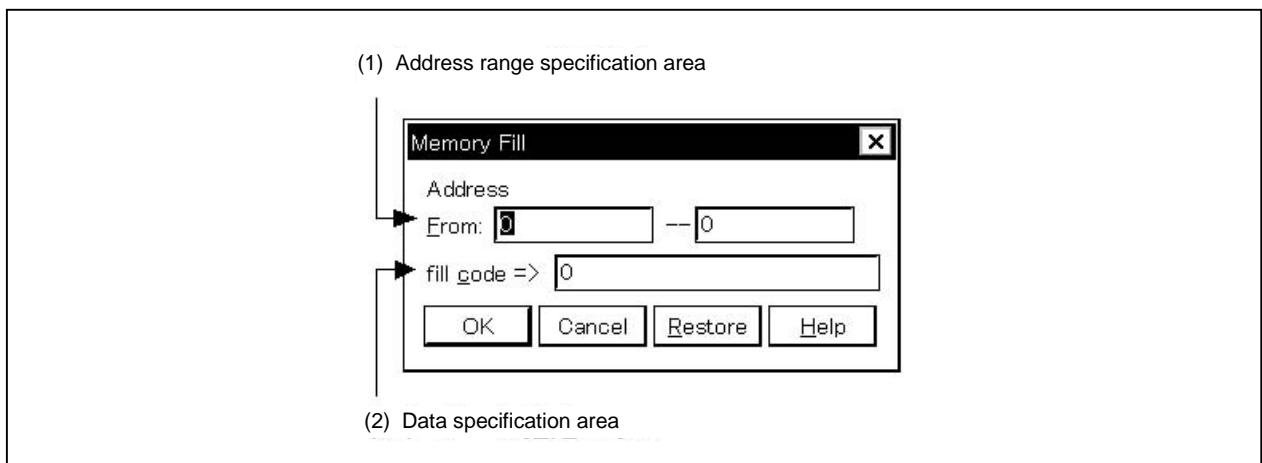 (1) Address range specification area
Memory Fill
Address
From: 0 -- 0
fill code => 0
OK Cancel Restore Help
(2) Data specification area